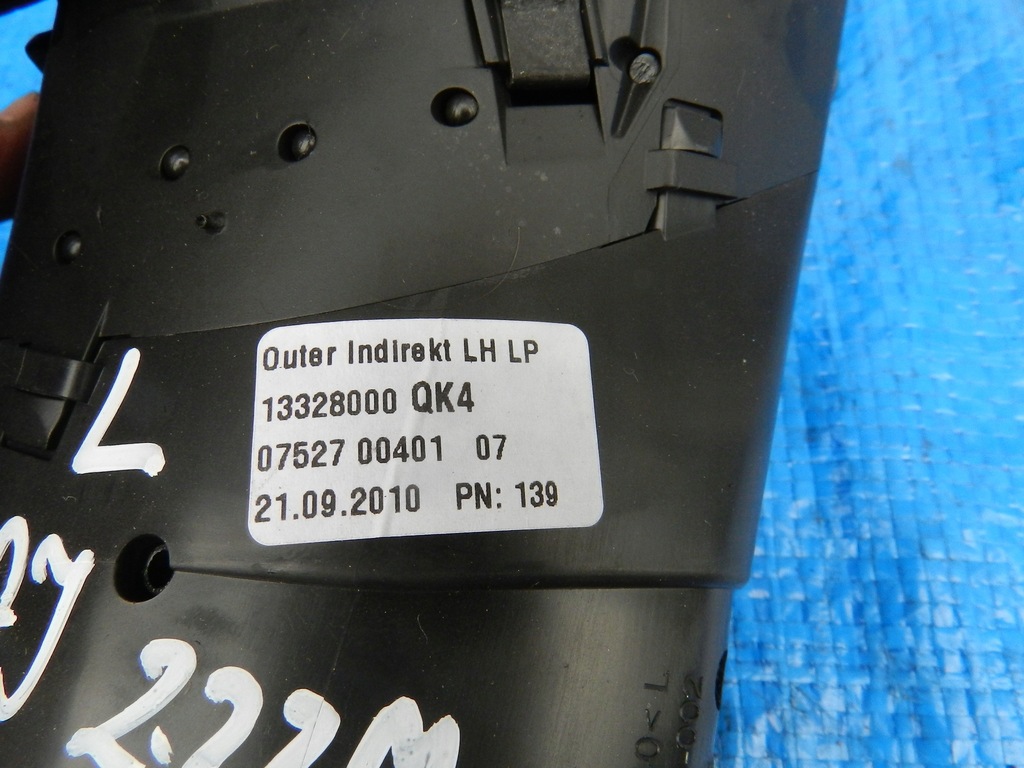 Outer Indirekt LH LP
13328000 QK4
07527 00401 07
21.09.2010 PN: 139
L